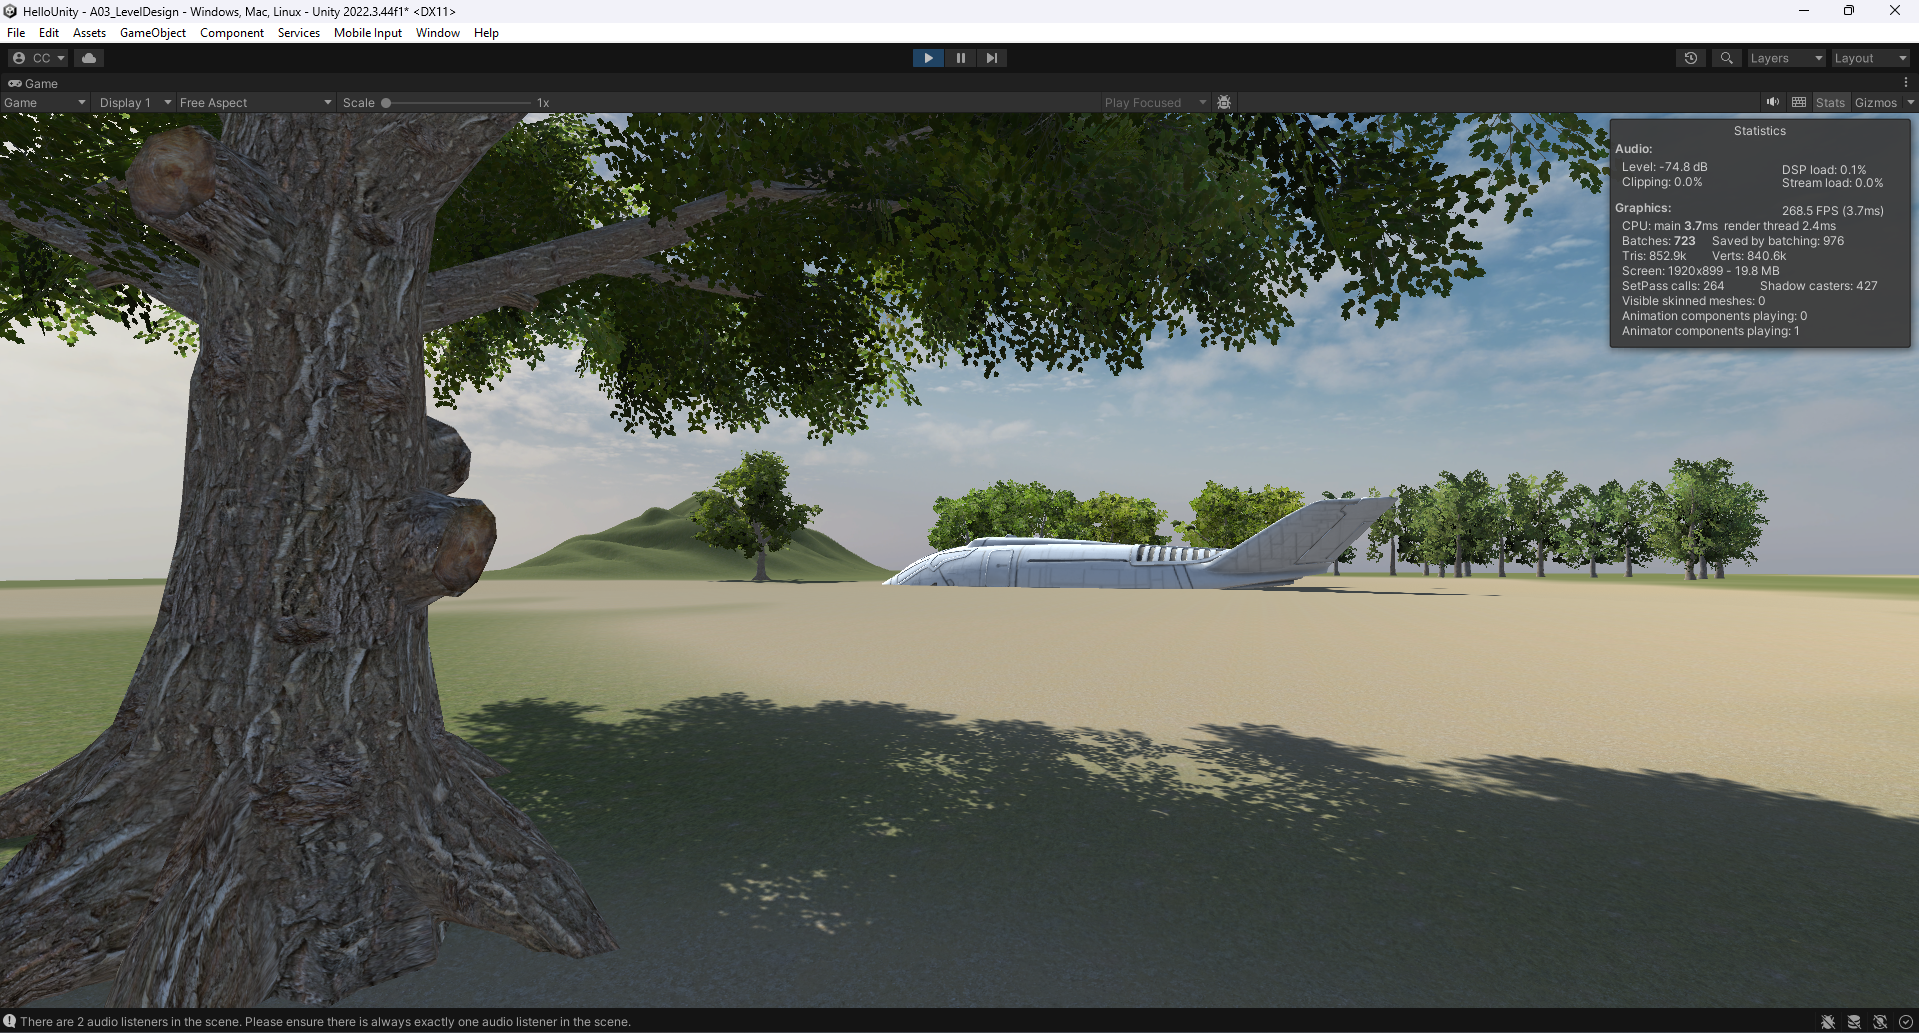 HelloUnity - A03_LevelDesign - Windows, Mac, Linux - Unity 2022.3.44f1* <DX11>
File Edit Assets GameObject Component Services Mobile Input Window Help
CC Layers Layout
Game
Game Display 1 Free Aspect Scale 1x Play Focused Stats Gizmos
Statistics
Audio:
Level: -74.8 dB DSP load: 0.1%
Clipping: 0.0% Stream load: 0.0%
Graphics: 268.5 FPS (3.7ms)
CPU: main 3.7ms render thread 2.4ms
Batches: 723 Saved by batching: 976
Tris: 852.9k Verts: 840.6k
Screen: 1920x899 - 19.8 MB
SetPass calls: 264 Shadow casters: 427
Visible skinned meshes: 0
Animation components playing: 0
Animator components playing: 1
There are 2 audio listeners in the scene. Please ensure there is always exactly one audio listener in the scene.